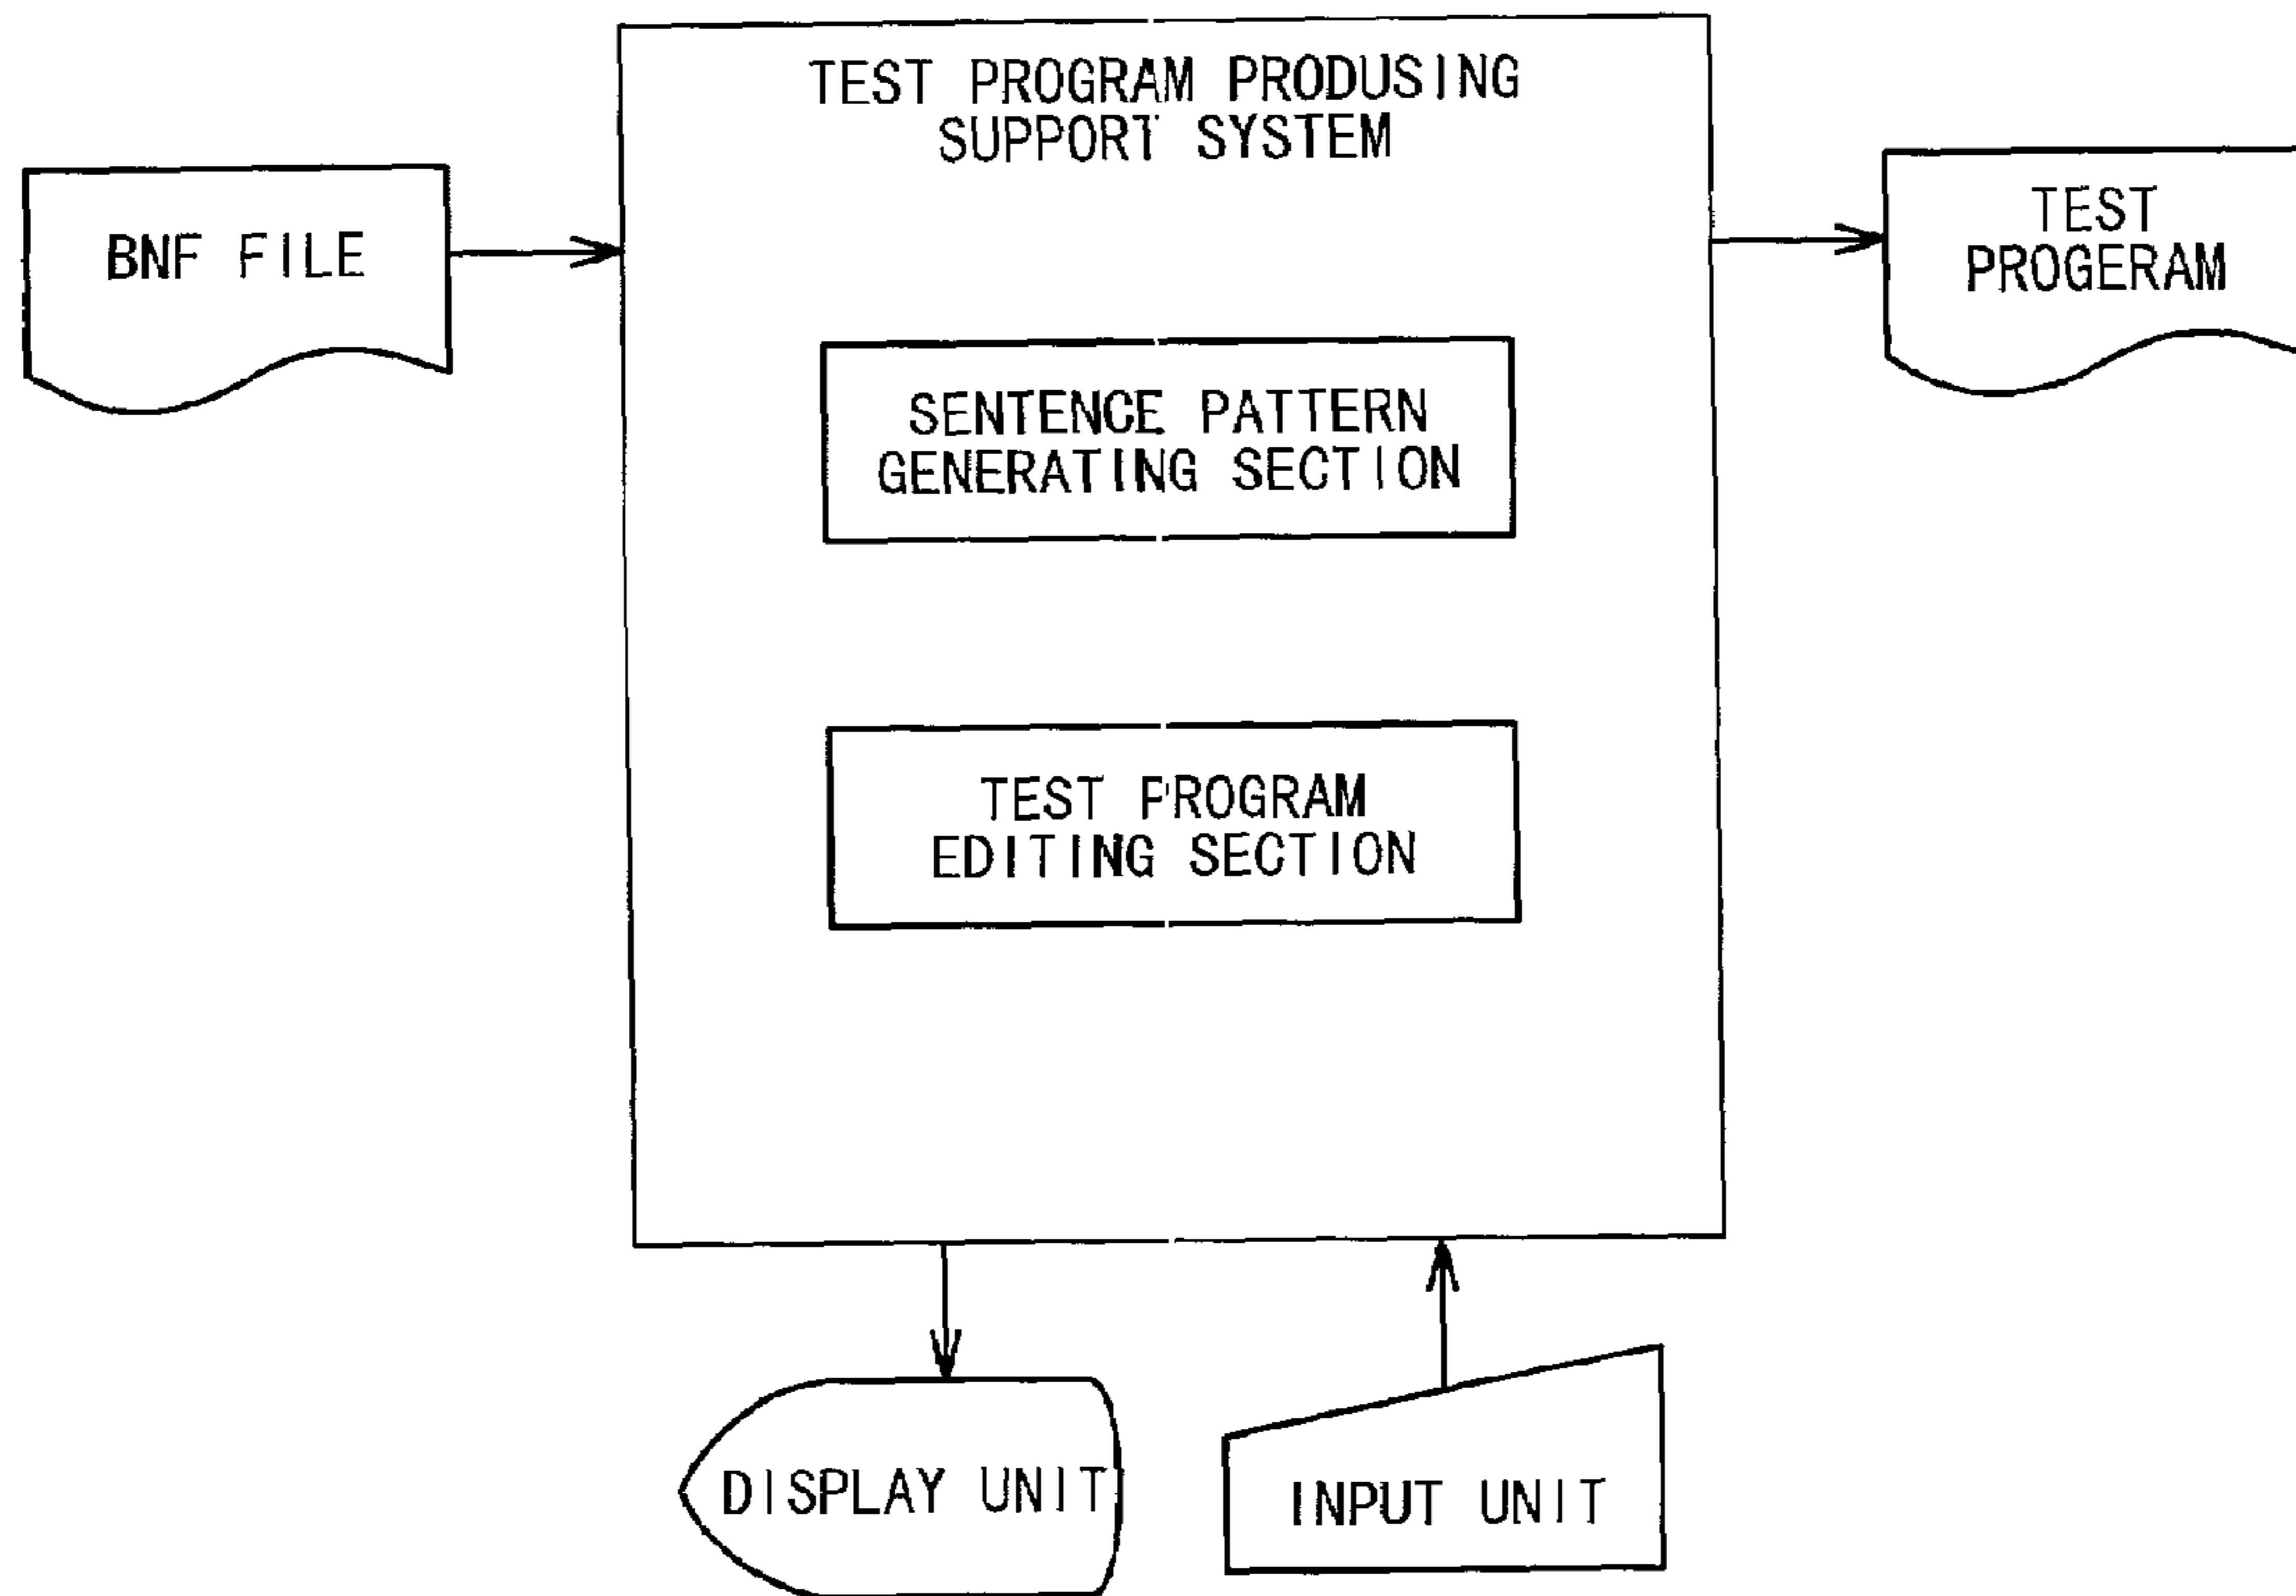 TEST PROGRAM PRODUSING
SUPPORT SYSTEM
BNF FILE
TEST
PROGERAM
SENTENCE PATTERN
GENERATING SECTION
TEST PROGRAM
EDITING SECTION
DISPLAY UNIT
INPUT UNIT